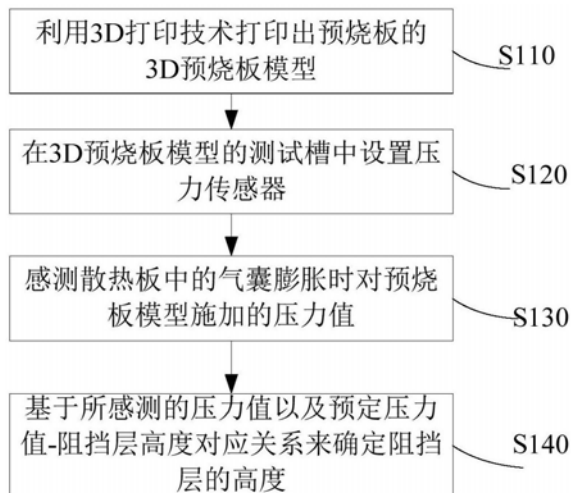 利用3D打印技术打印出预烧板的
3D预烧板模型
S110
在3D预烧板模型的测试槽中设置压
力传感器
S120
感测散热板中的气囊膨胀时对预烧
板模型施加的压力值
S130
基于所感测的压力值以及预定压力
值-阻挡层高度对应关系来确定阻挡
层的高度
S140